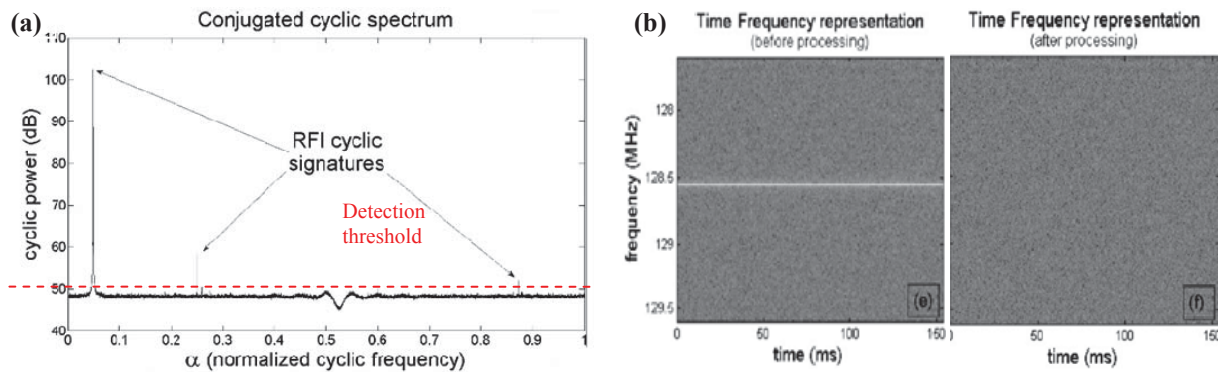 (a)
Conjugated cyclic spectrum
cyclic power (dB)
110
100
90
80
70
60
50
40
RFI cyclic
signatures
Detection
threshold
0 0.1 0.2 0.3 0.4 0.5 0.6 0.7 0.8 0.9 1
α (normalized cyclic frequency)
(b)
Time Frequency representation
(before processing)
frequency (MHz)
128
128.5
129
129.5
(e)
0 50 100 150
time (ms)
Time Frequency representation
(after processing)
(f)
0 50 100 150
time (ms)